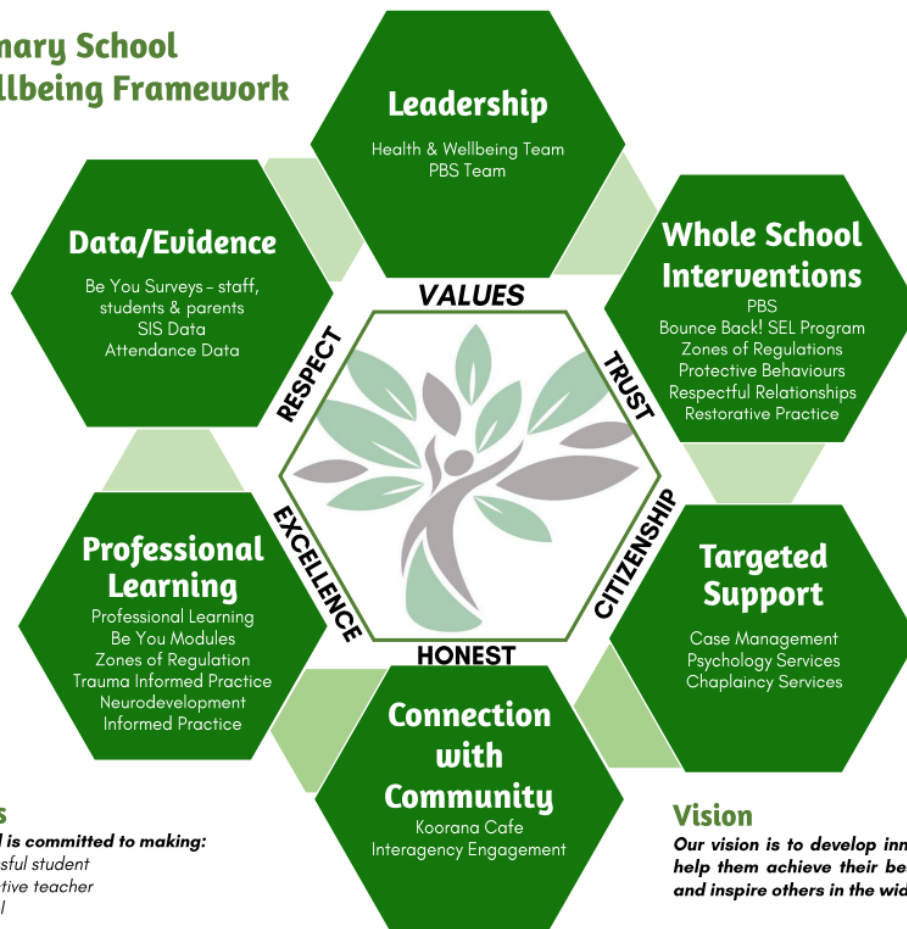 mary School
llbeing Framework
Leadership
Health & Wellbeing Team
PBS Team
Data/Evidence
Be You Surveys – staff,
students & parents
SIS Data
Attendance Data
Whole School
Interventions
PBS
Bounce Back! SEL Program
Zones of Regulations
Protective Behaviours
Respectful Relationships
Restorative Practice
VALUES
RESPECT
TRUST
EXCELLENCE
CITIZENSHIP
HONEST
Professional
Learning
Professional Learning
Be You Modules
Zones of Regulation
Trauma Informed Practice
Neurodevelopment
Informed Practice
Targeted
Support
Case Management
Psychology Services
Chaplaincy Services
Connection
with
Community
Koorana Cafe
Interagency Engagement
s
l is committed to making:
sful student
tive teacher
l
Vision
Our vision is to develop inn
help them achieve their be
and inspire others in the wid